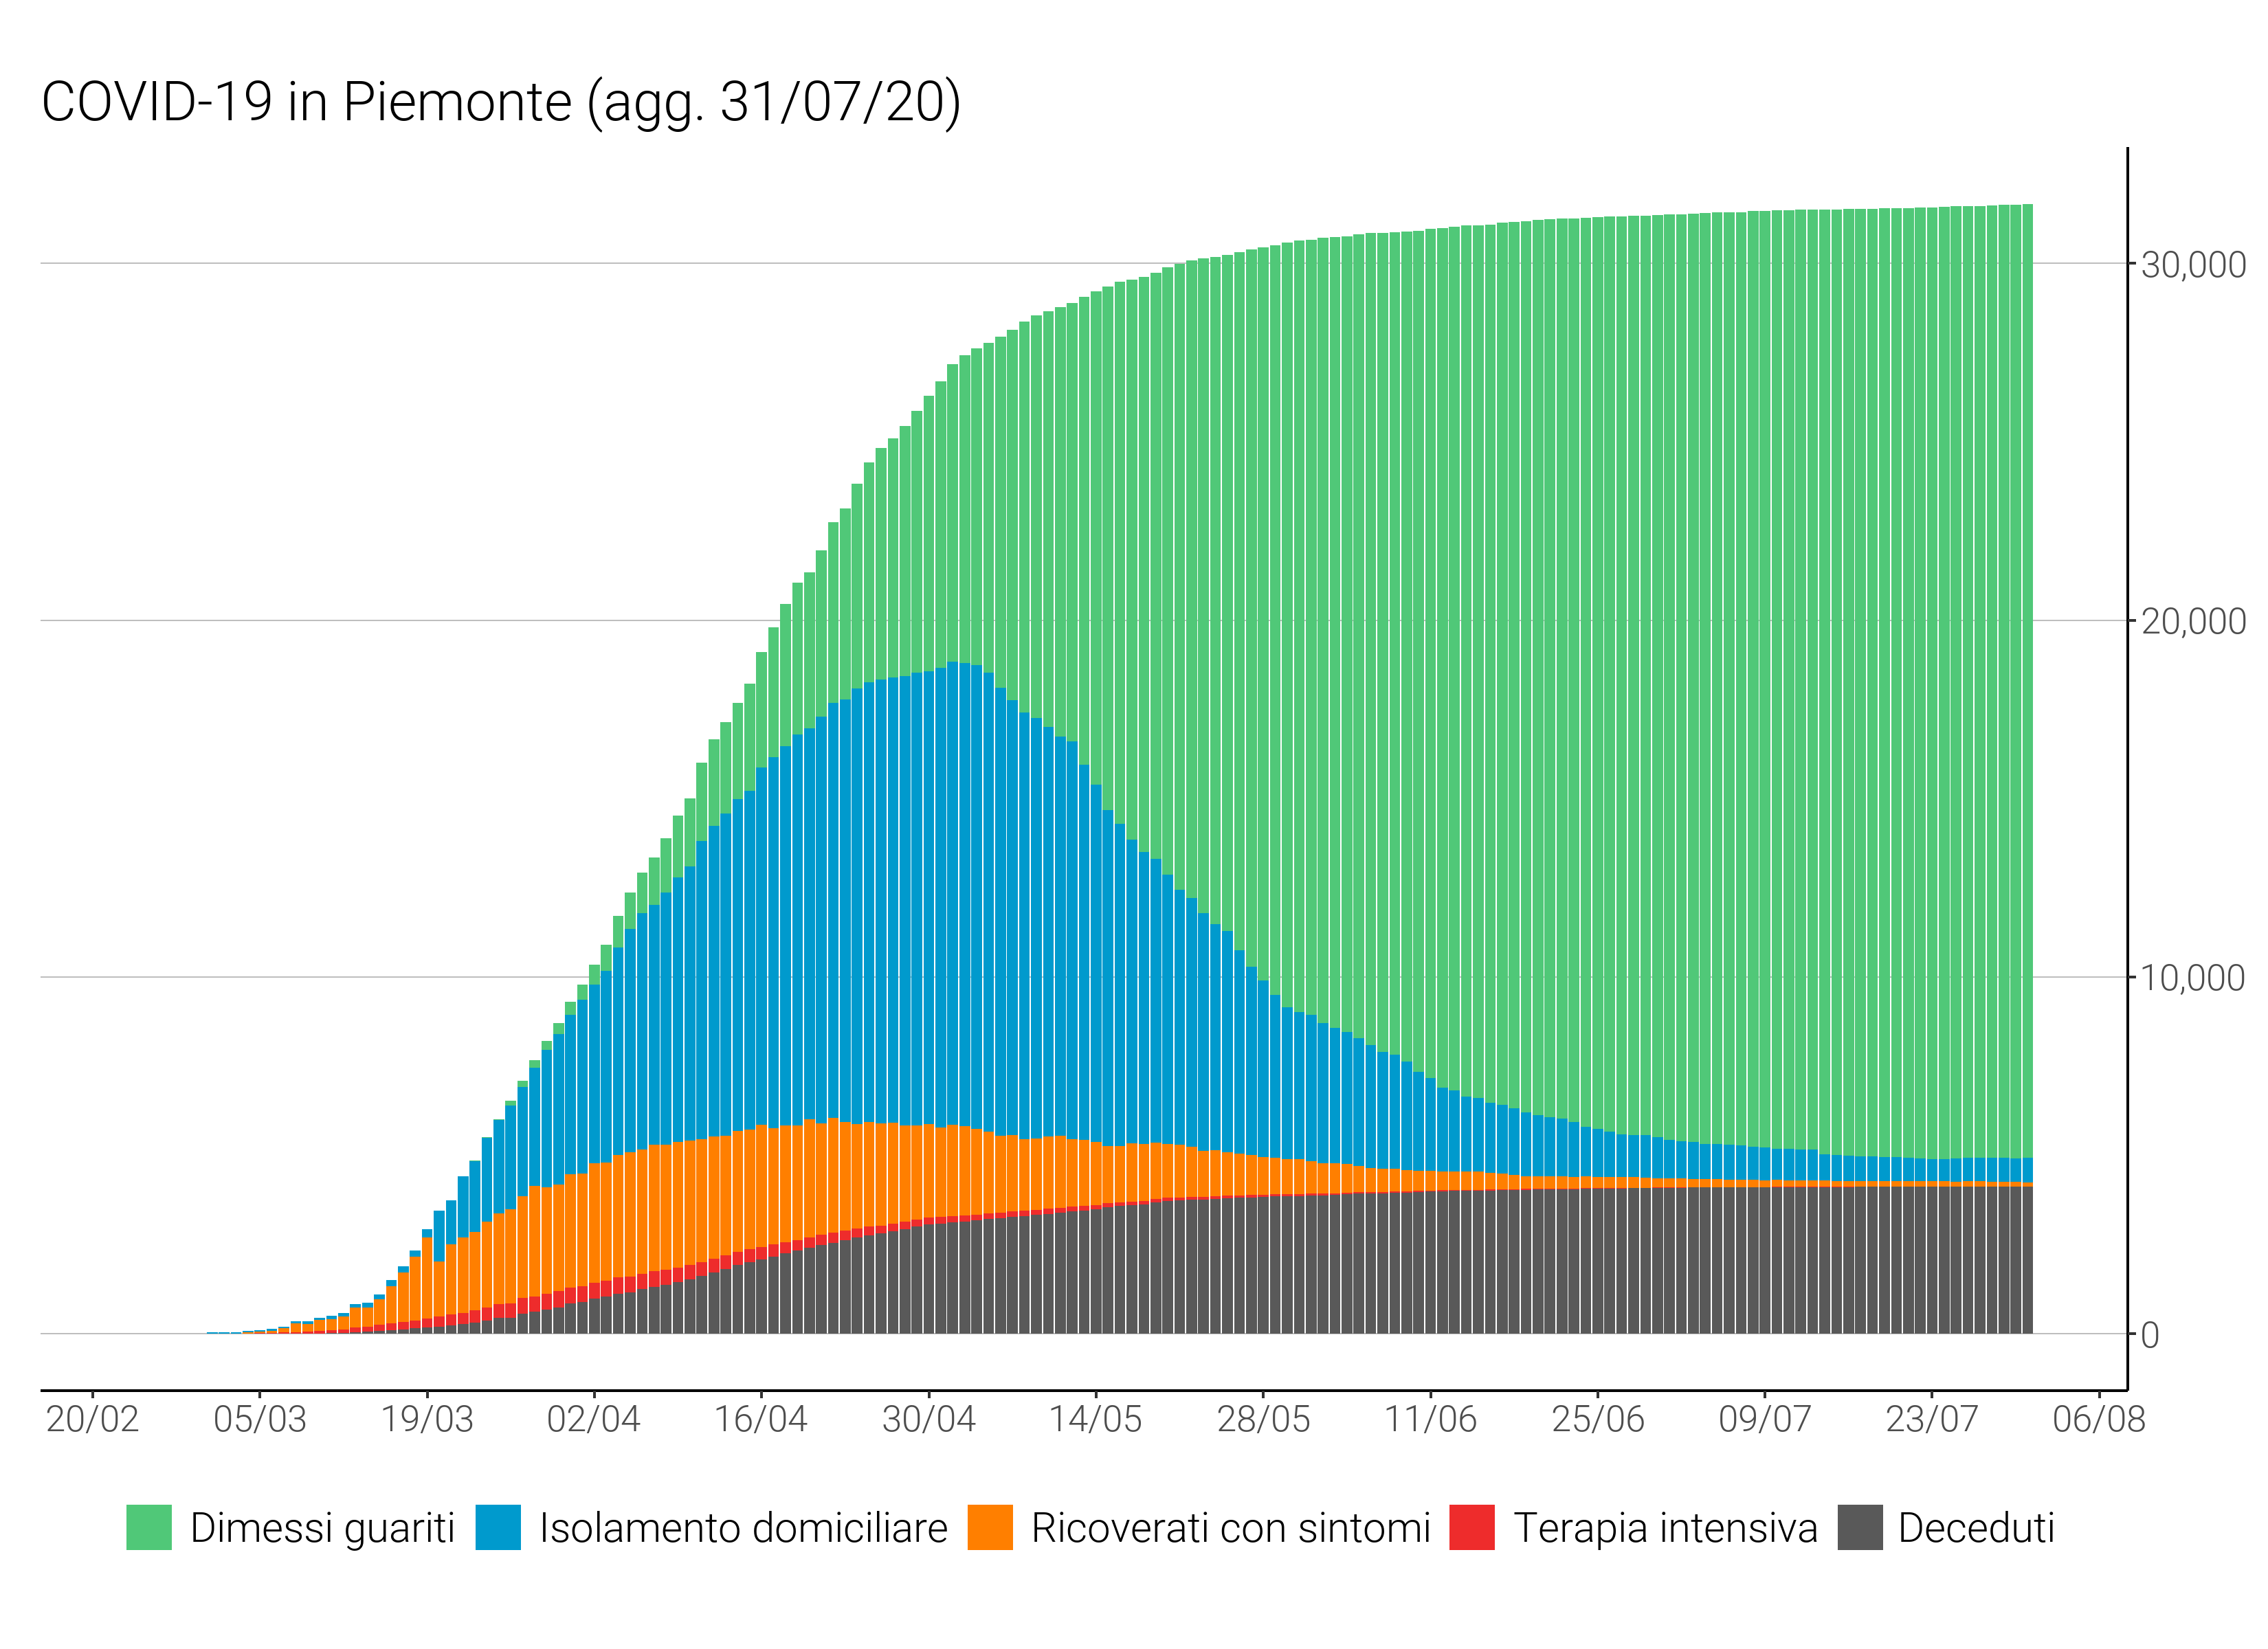 COVID-19 in Piemonte (agg. 31/07/20)
30,000
20,000
10,000
0
20/02 05/03 19/03 02/04 16/04 30/04 14/05 28/05 11/06 25/06 09/07 23/07 06/08
Dimessi guariti Isolamento domiciliare Ricoverati con sintomi Terapia intensiva Deceduti